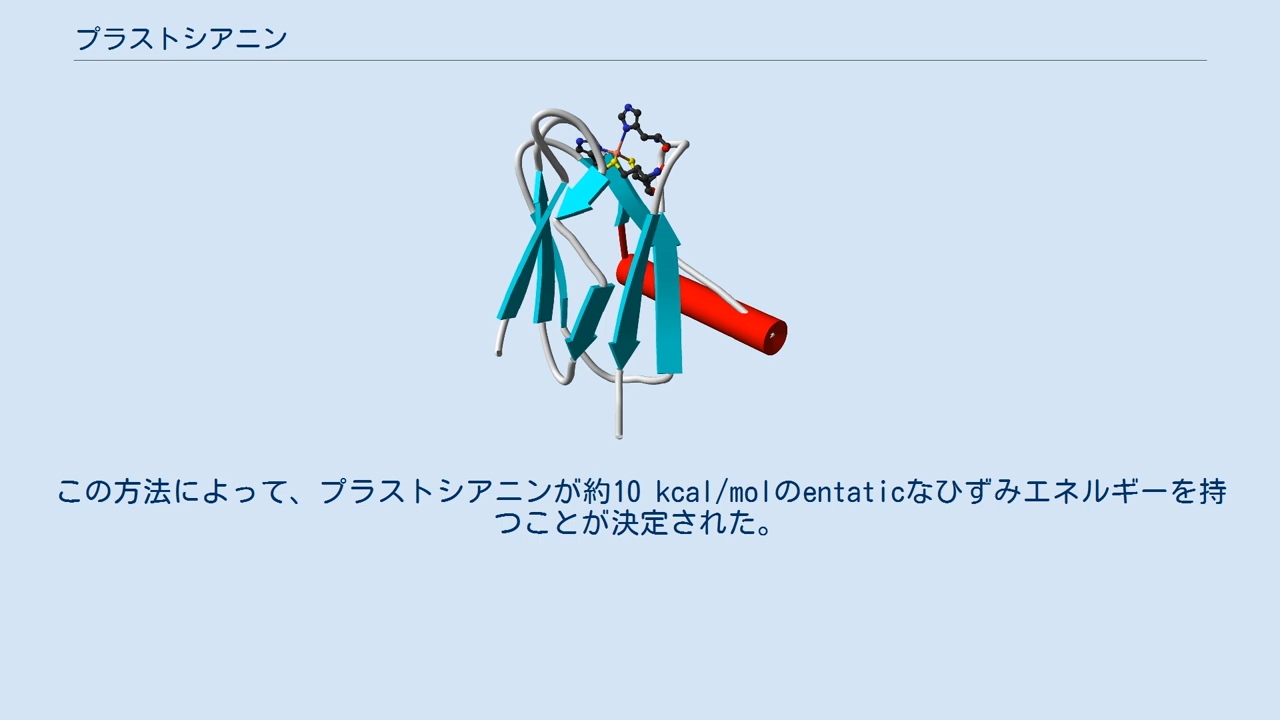 プラストシアニン
この方法によって、プラストシアニンが約10 kcal/molのentaticなひずみエネルギーを持
つことが決定された。